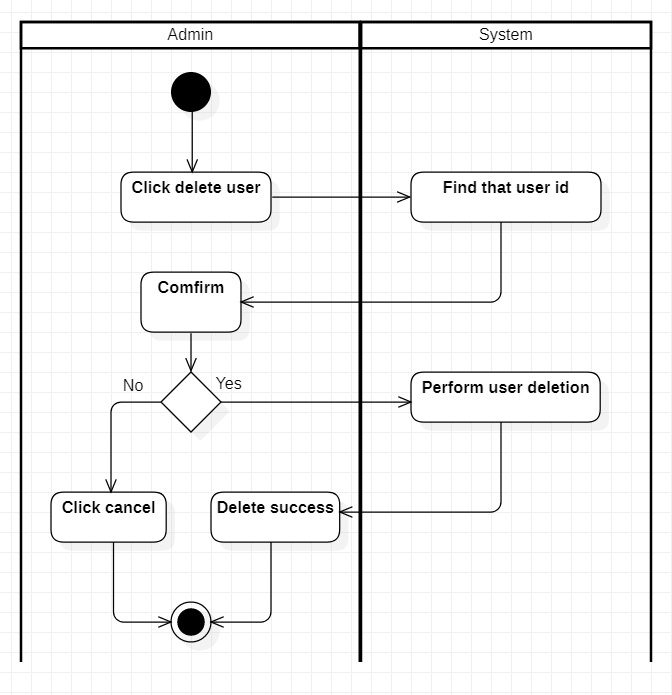 Admin
System
Click delete user
Find that user id
Comfirm
No
Yes
Perform user deletion
Click cancel
Delete success